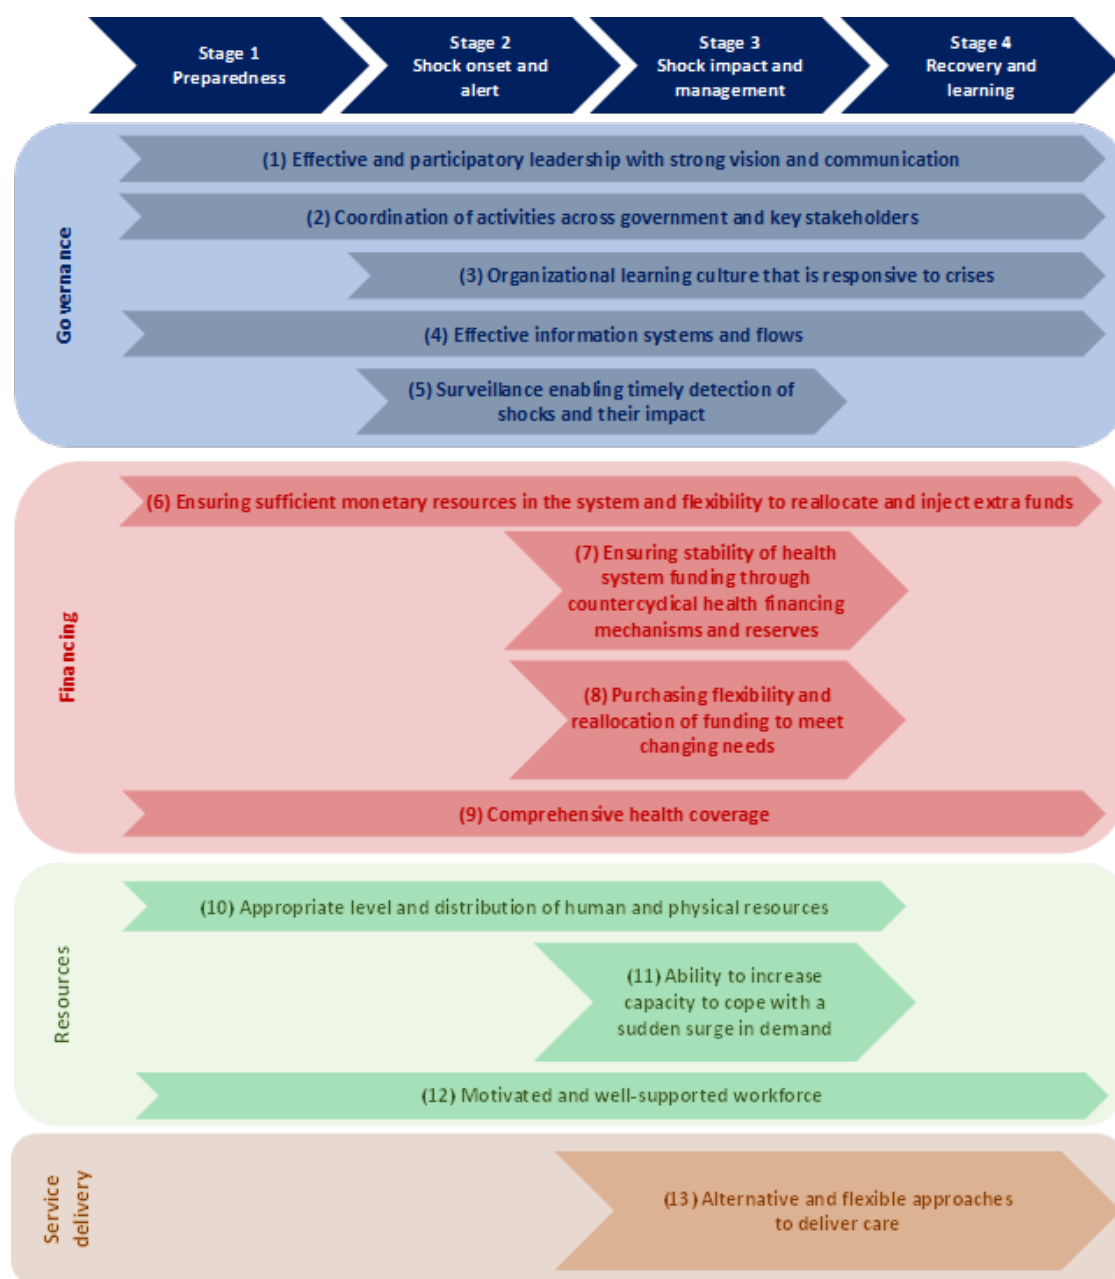 Stage 1
Preparedness
Stage 2
Shock onset and
alert
Stage 3
Shock impact and
management
Stage 4
Recovery and
learning
Governance
(1) Effective and participatory leadership with strong vision and communication
(2) Coordination of activities across government and key stakeholders
(3) Organizational learning culture that is responsive to crises
(4) Effective information systems and flows
(5) Surveillance enabling timely detection of
shocks and their impact
Financing
(6) Ensuring sufficient monetary resources in the system and flexibility to reallocate and inject extra funds
(7) Ensuring stability of health
system funding through
countercyclical health financing
mechanisms and reserves
(8) Purchasing flexibility and
reallocation of funding to meet
changing needs
(9) Comprehensive health coverage
Resources
(10) Appropriate level and distribution of human and physical resources
(11) Ability to increase
capacity to cope with a
sudden surge in demand
(12) Motivated and well-supported workforce
Service
delivery
(13) Alternative and flexible approaches
to deliver care